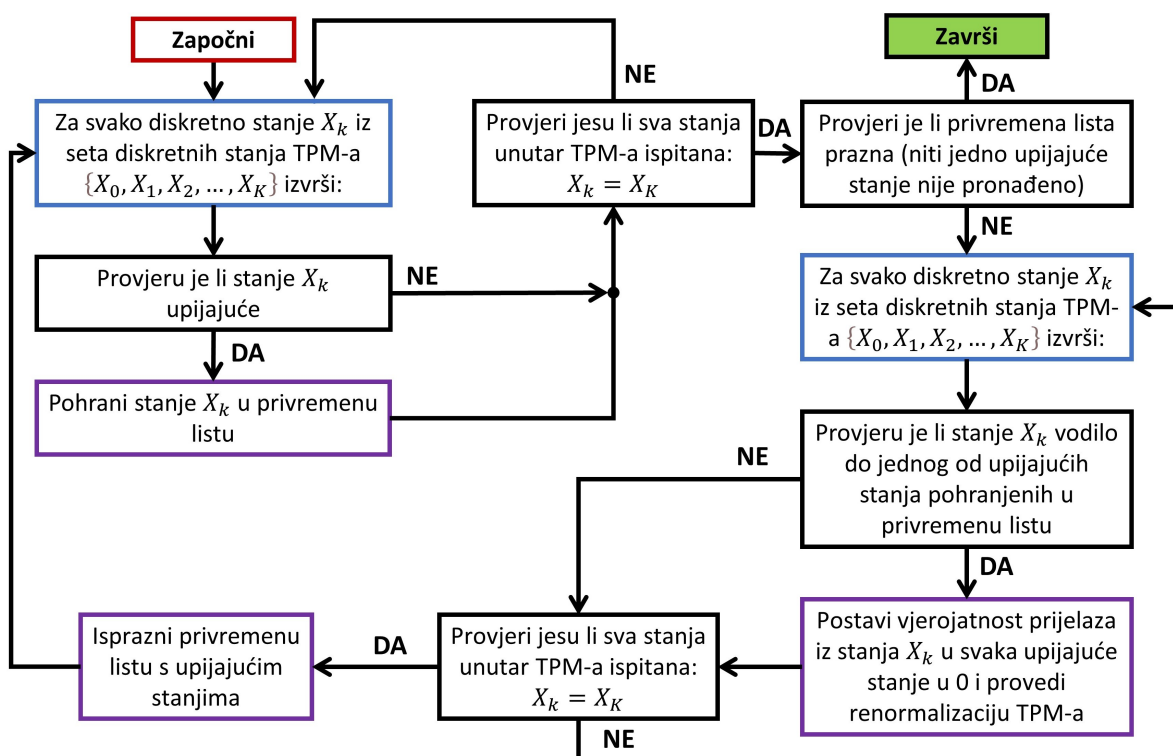 Započni
Za svako diskretno stanje X_k iz
seta diskretnih stanja TPM-a
{X_0, X_1, X_2, …, X_K} izvrši:
Provjeru je li stanje X_k
upijajuće
NE
DA
Pohrani stanje X_k u privremenu
listu
NE
Provjeri jesu li sva stanja
unutar TPM-a ispitana:
X_k = X_K
DA
Završi
DA
Provjeri je li privremena lista
prazna (niti jedno upijajuće
stanje nije pronađeno)
NE
Za svako diskretno stanje X_k
iz seta diskretnih stanja TPM-
a {X_0, X_1, X_2, …, X_K} izvrši:
Provjeru je li stanje X_k vodilo
do jednog od upijajućih
stanja pohranjenih u
privremenu listu
NE
DA
Postavi vjerojatnost prijelaza
iz stanja X_k u svaka upijajuće
stanje u 0 i provedi
renormalizaciju TPM-a
Provjeri jesu li sva stanja
unutar TPM-a ispitana:
X_k = X_K
DA
NE
Isprazni privremenu
listu s upijajućim
stanjima